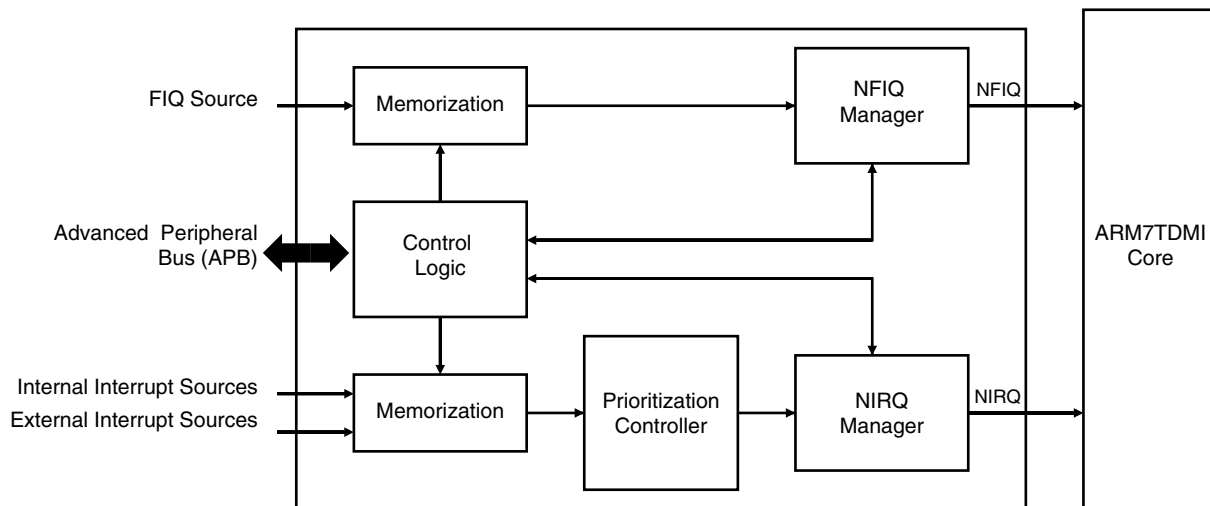 FIQ Source
Memorization
NFIQ
Manager
NFIQ
Advanced Peripheral
Bus (APB)
Control
Logic
ARM7TDMI
Core
Internal Interrupt Sources
External Interrupt Sources
Memorization
Prioritization
Controller
NIRQ
Manager
NIRQ